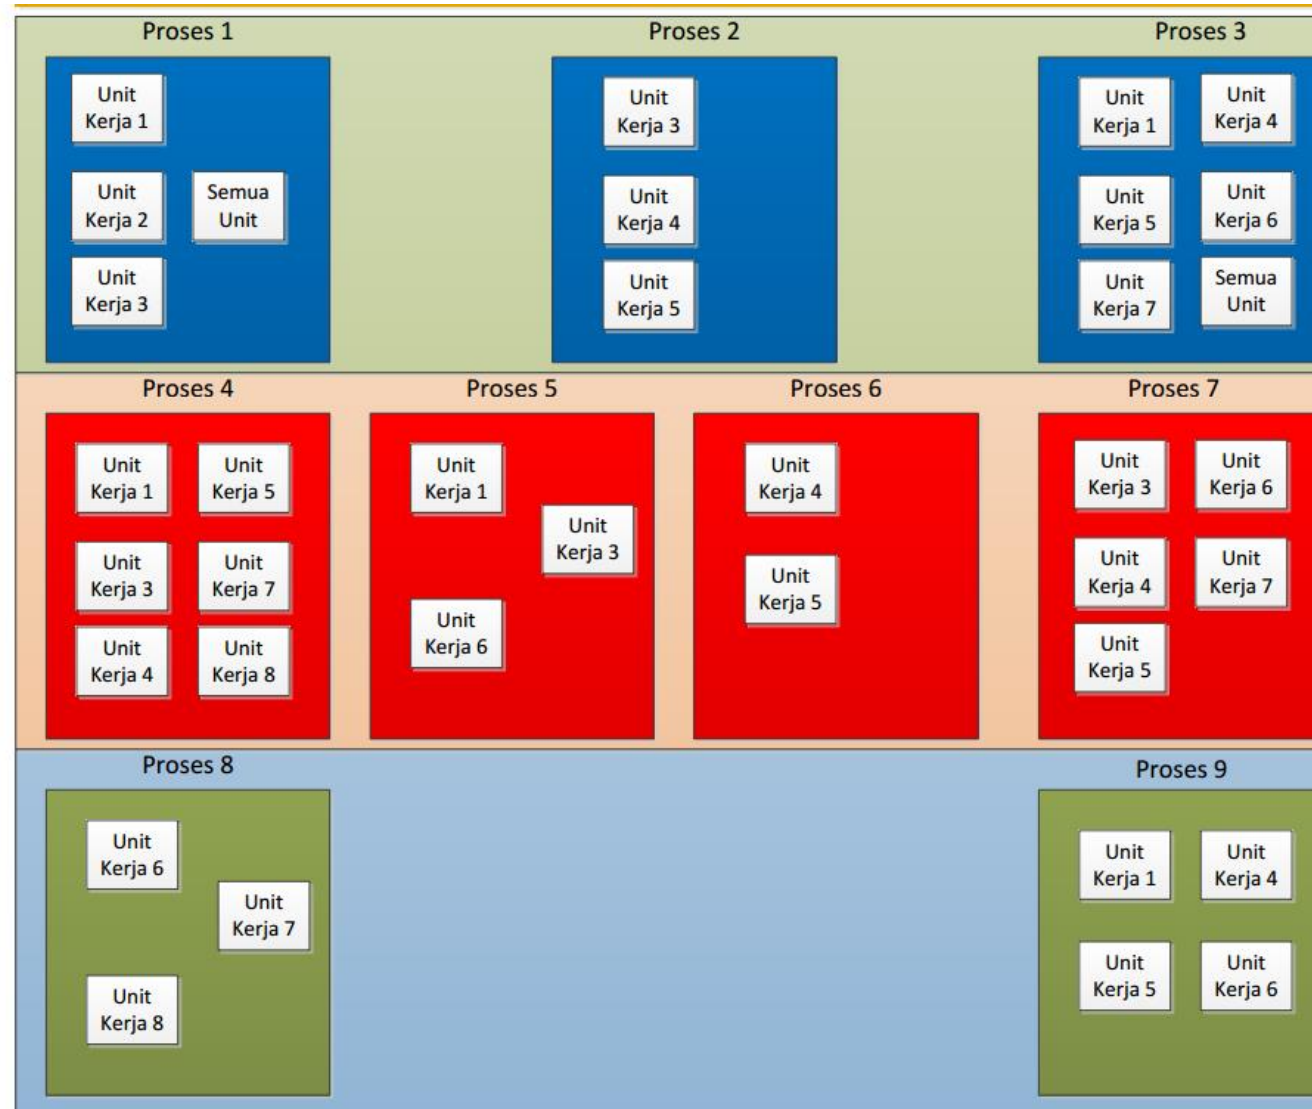 Proses 1
Unit
Kerja 1
Unit
Kerja 2
Semua
Unit
Unit
Kerja 3
Proses 2
Unit
Kerja 3
Unit
Kerja 4
Unit
Kerja 5
Proses 3
Unit
Kerja 1
Unit
Kerja 4
Unit
Kerja 5
Unit
Kerja 6
Unit
Kerja 7
Semua
Unit
Proses 4
Unit
Kerja 1
Unit
Kerja 5
Unit
Kerja 3
Unit
Kerja 7
Unit
Kerja 4
Unit
Kerja 8
Proses 5
Unit
Kerja 1
Unit
Kerja 3
Unit
Kerja 6
Proses 6
Unit
Kerja 4
Unit
Kerja 5
Proses 7
Unit
Kerja 3
Unit
Kerja 6
Unit
Kerja 4
Unit
Kerja 7
Unit
Kerja 5
Proses 8
Unit
Kerja 6
Unit
Kerja 7
Unit
Kerja 8
Proses 9
Unit
Kerja 1
Unit
Kerja 4
Unit
Kerja 5
Unit
Kerja 6